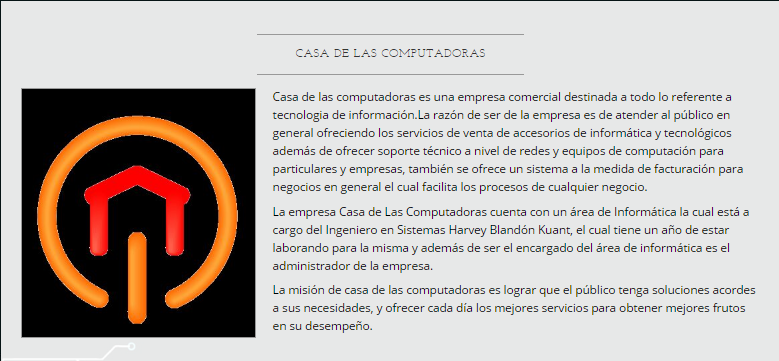 CASA DE LAS COMPUTADORAS
Casa de las computadoras es una empresa comercial destinada a todo lo referente a
tecnologia de información.La razón de ser de la empresa es de atender al público en
general ofreciendo los servicios de venta de accesorios de informática y tecnológicos
además de ofrecer soporte técnico a nivel de redes y equipos de computación para
particulares y empresas, también se ofrece un sistema a la medida de facturación para
negocios en general el cual facilita los procesos de cualquier negocio.
La empresa Casa de Las Computadoras cuenta con un área de Informática la cual está a
cargo del Ingeniero en Sistemas Harvey Blandón Kuant, el cual tiene un año de estar
laborando para la misma y además de ser el encargado del área de informática es el
administrador de la empresa.
La misión de casa de las computadoras es lograr que el público tenga soluciones acordes
a sus necesidades, y ofrecer cada día los mejores servicios para obtener mejores frutos
en su desempeño.